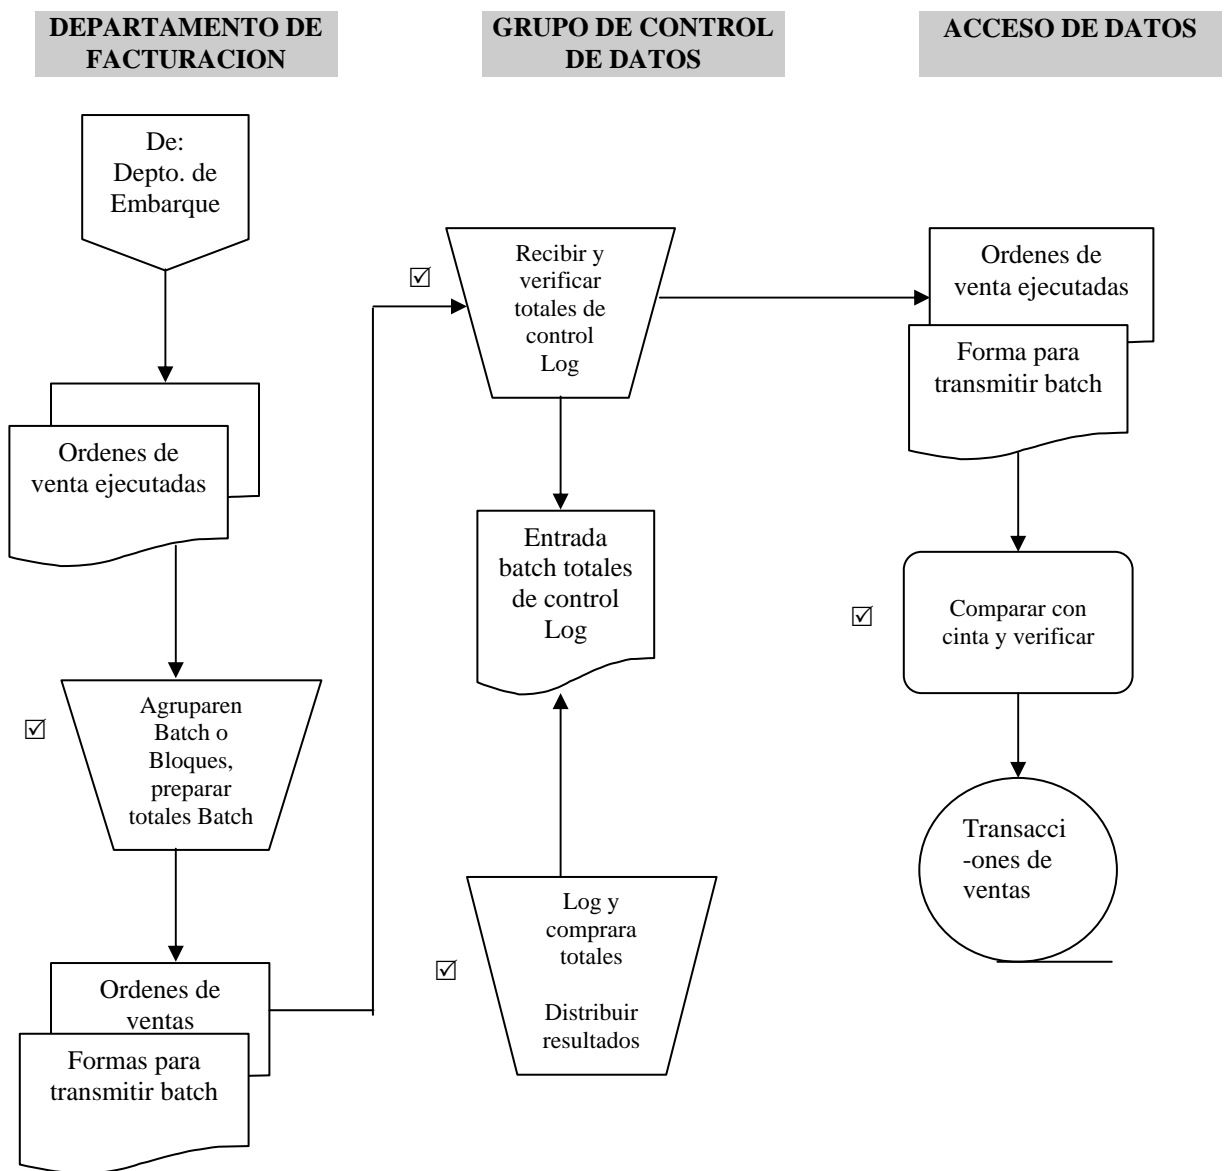 DEPARTAMENTO DE
FACTURACION
GRUPO DE CONTROL
DE DATOS
ACCESO DE DATOS
De:
Depto. de
Embarque
Ordenes de
venta ejecutadas
Agruparen
Batch o
Bloques,
preparar
totales Batch
Ordenes de
ventas
Formas para
transmitir batch
Recibir y
verificar
totales de
control
Log
Entrada
batch totales
de control
Log
Log y
comprara
totales
Distribuir
resultados
Ordenes de
venta ejecutadas
Forma para
transmitir batch
Comparar con
cinta y verificar
Transacci
-ones de
ventas